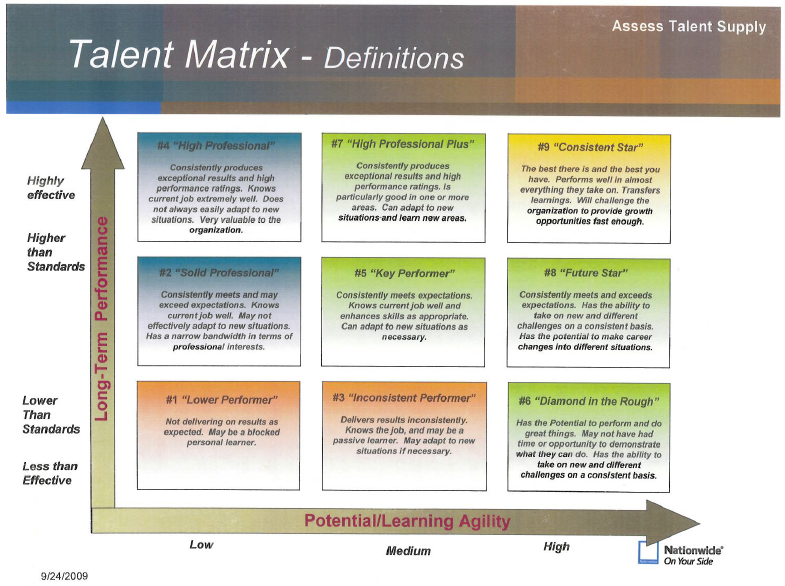 Assess Talent Supply
Talent Matrix - Definitions
Highly
effective
Higher
than
Standards
Lower
Than
Standards
Less than
Effective
Long-Term Performance
#4 “High Professional”
Consistently produces
exceptional results and high
performance ratings. Knows
current job extremely well. Does
not always easily adapt to new
situations. Very valuable to the
organization.
#7 “High Professional Plus”
Consistently produces
exceptional results and high
performance ratings. Is
particularly good in one or more
areas. Can adapt to new
situations and learn new areas.
#9 “Consistent Star”
The best there is and the best you
have. Performs well in almost
everything they take on. Transfers
learnings. Will challenge the
organization to provide growth
opportunities fast enough.
#2 “Solid Professional”
Consistently meets and may
exceed expectations. Knows
current job well. May not
effectively adapt to new situations.
Has a narrow bandwidth in terms of
professional interests.
#5 “Key Performer”
Consistently meets expectations.
Knows current job well and
enhances skills as appropriate.
Can adapt to new situations as
necessary.
#8 “Future Star”
Consistently meets and exceeds
expectations. Has the ability to
take on new and different
challenges on a consistent basis.
Has the potential to make career
changes into different situations.
#1 “Lower Performer”
Not delivering on results as
expected. May be a blocked
personal learner.
#3 “Inconsistent Performer”
Delivers results inconsistently.
Knows the job, and may be a
passive learner. May adapt to new
situations if necessary.
#6 “Diamond in the Rough”
Has the Potential to perform and do
great things. May not have had
time or opportunity to demonstrate
what they can do. Has the ability to
take on new and different
challenges on a consistent basis.
Potential/Learning Agility
Low
Medium
High
Nationwide®
On Your Side
9/24/2009